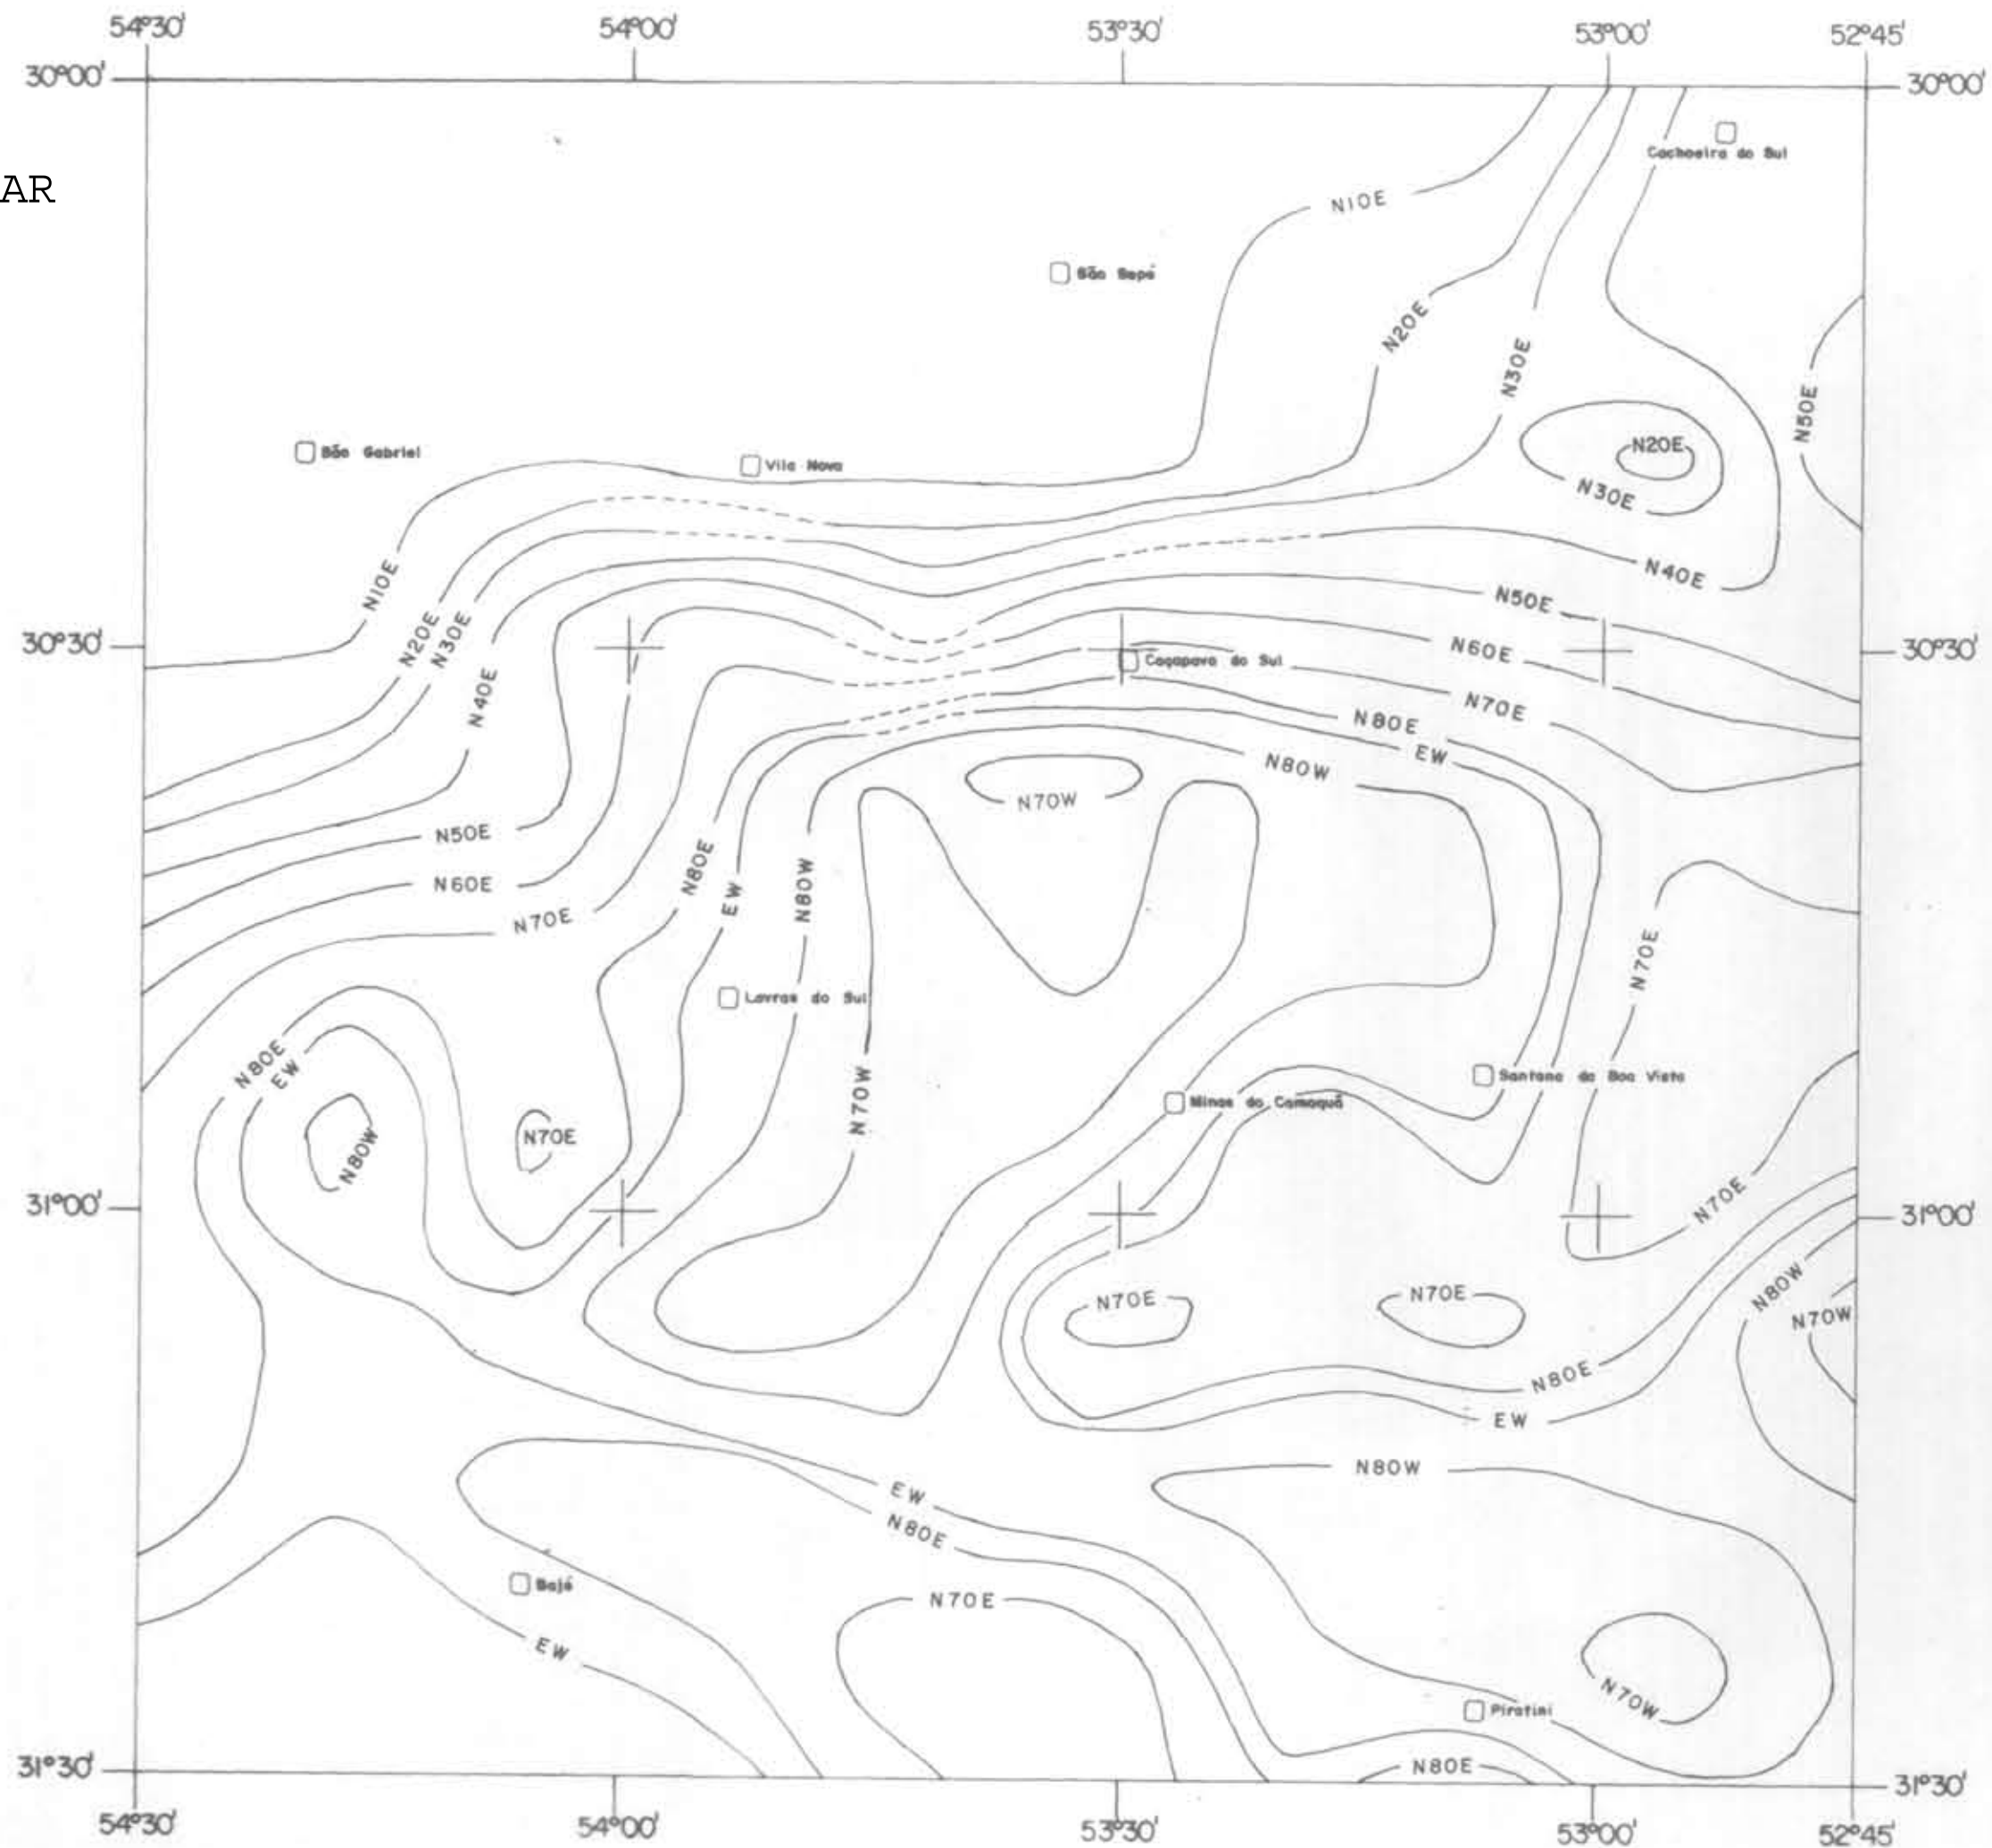 54°30' 54°00' 53°30' 53°00' 52°45'
30°00' 30°00'
Cachoeira do Sul
AR
N10E
São Sepé
N20E
N30E
N50E
São Gabriel
Vila Nova
N20E
N30E
N10E
N40E
N50E
N20E
N30E
30°30' 30°30'
N60E
Caçapava do Sul
N40E
N70E
N80E
EW
N80W
N70W
N50E
N80E
N60E
EW
N80W
N70E
N70E
Lavras do Sul
N80E
EW
Santana da Boa Vista
N70W
Minas do Camaquã
N70E
N80W
31°00' 31°00'
N70E
N80W
N70E
N70E
N70W
N80E
EW
N80W
EW
N80E
Bajé
N70E
EW
N70W
Piratini
31°30' N80E 31°30'
54°30' 54°00' 53°30' 53°00' 52°45'